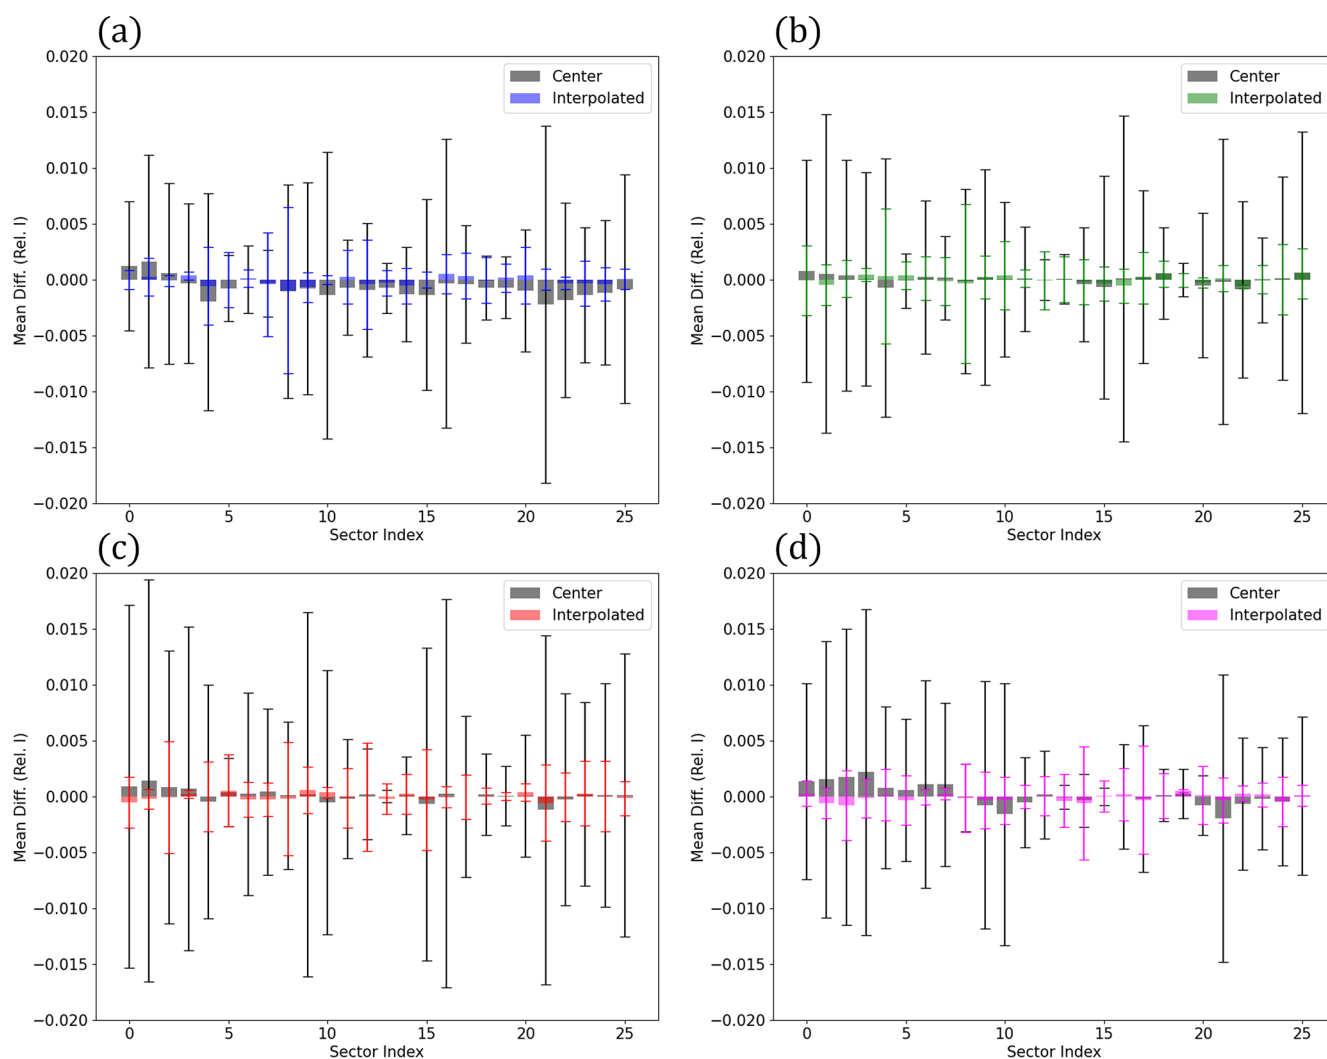 (a)
0.020
0.015
0.010
0.005
0.000
−0.005
−0.010
−0.015
−0.020
Mean Diff. (Rel. I)
Center
Interpolated
0 5 10 15 20 25
Sector Index
(b)
0.020
0.015
0.010
0.005
0.000
−0.005
−0.010
−0.015
−0.020
Mean Diff. (Rel. I)
Center
Interpolated
0 5 10 15 20 25
Sector Index
(c)
0.020
0.015
0.010
0.005
0.000
−0.005
−0.010
−0.015
−0.020
Mean Diff. (Rel. I)
Center
Interpolated
0 5 10 15 20 25
Sector Index
(d)
0.020
0.015
0.010
0.005
0.000
−0.005
−0.010
−0.015
−0.020
Mean Diff. (Rel. I)
Center
Interpolated
0 5 10 15 20 25
Sector Index